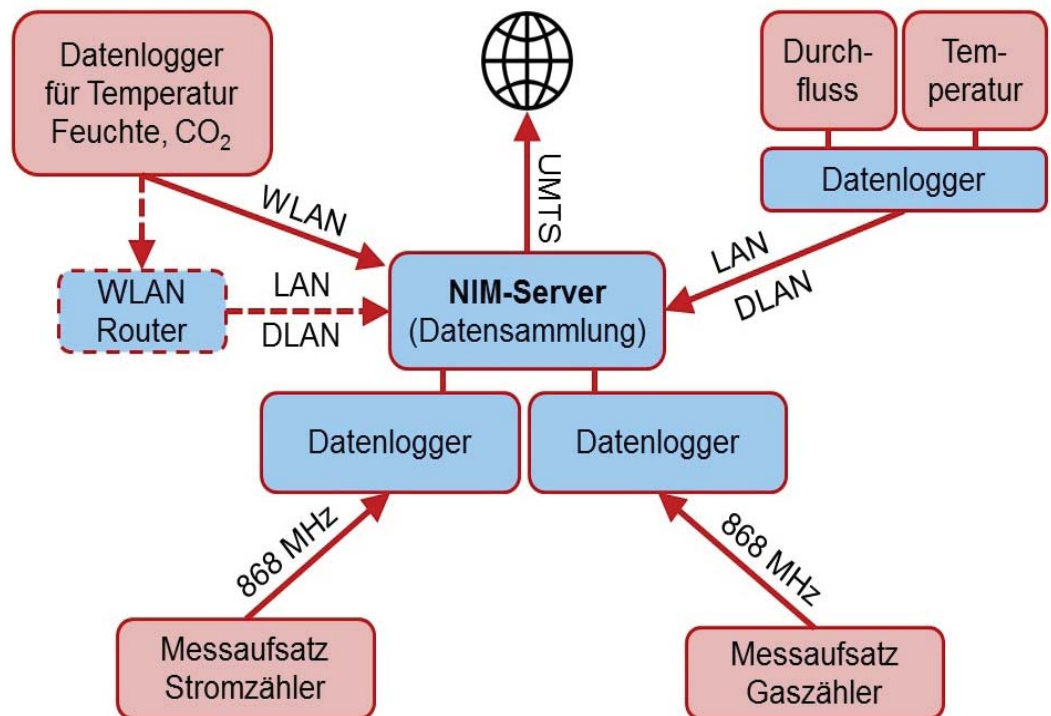 Datenlogger
für Temperatur
Feuchte, CO₂
Durch-
fluss
Tem-
peratur
Datenlogger
WLAN
UMTS
LAN
DLAN
WLAN
Router
LAN
DLAN
NIM-Server
(Datensammlung)
Datenlogger
Datenlogger
868 MHz
868 MHz
Messaufsatz
Stromzähler
Messaufsatz
Gaszähler